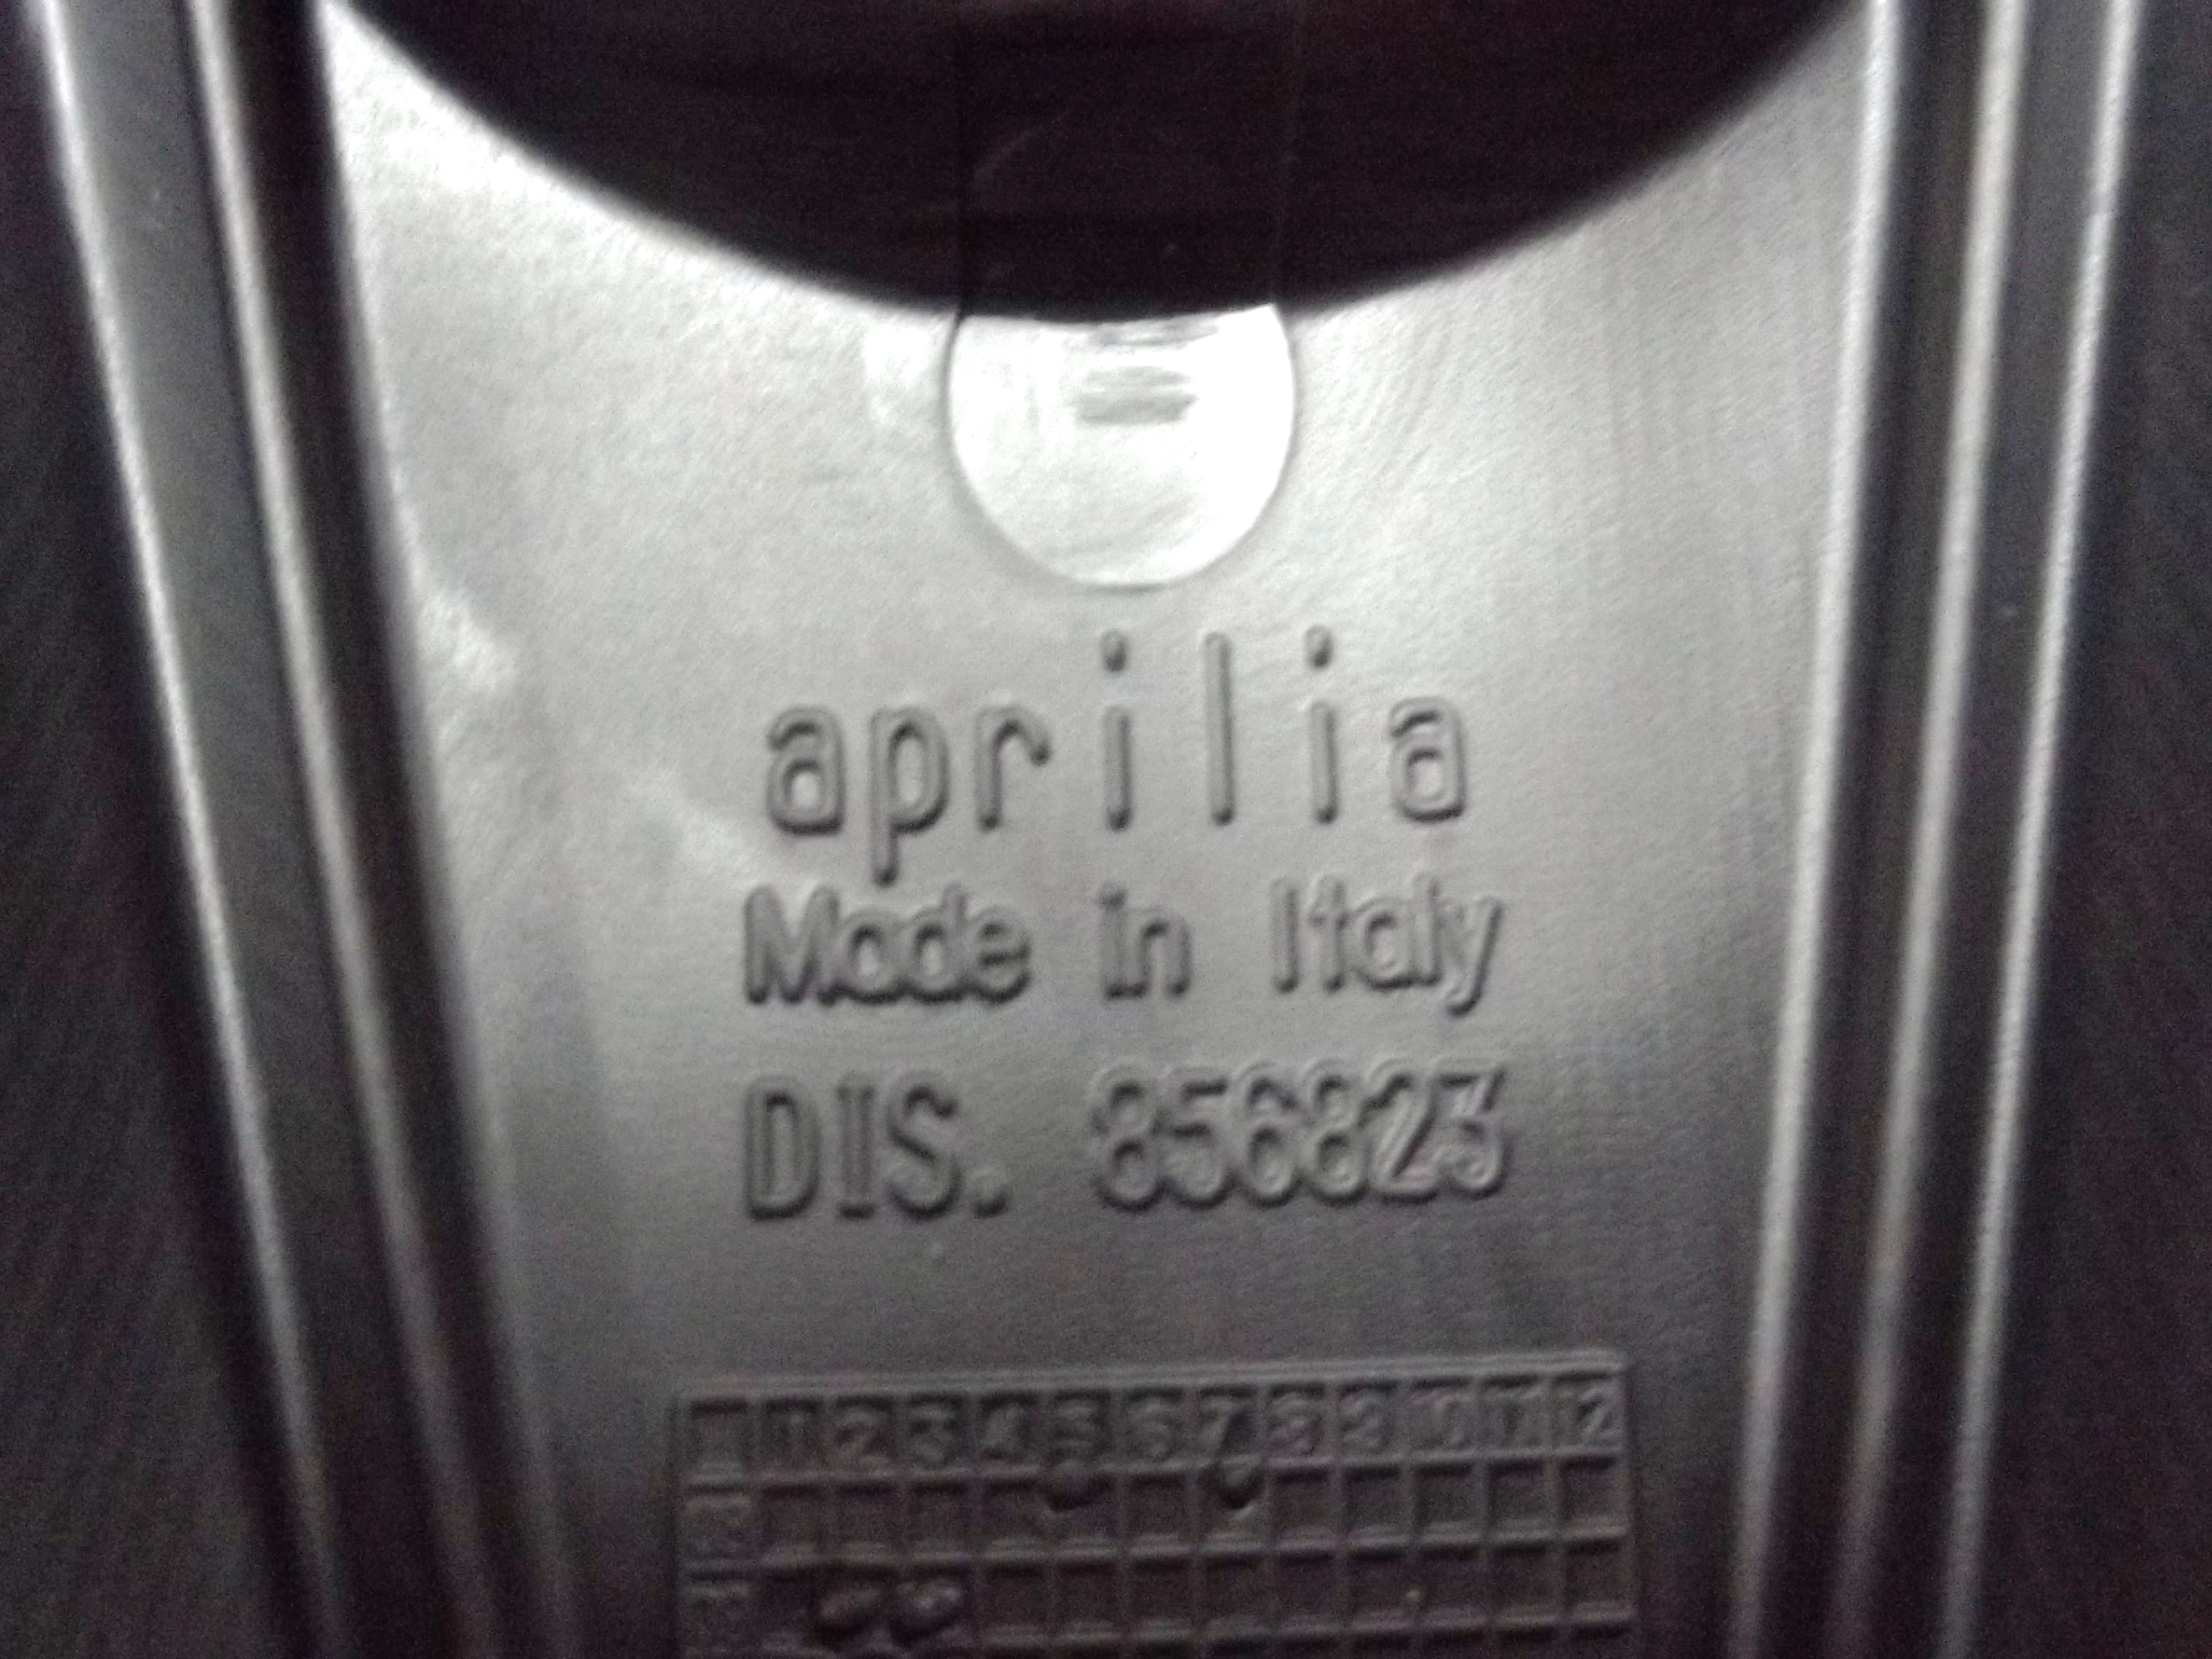 aprilia
Made in Italy
DIS. 856823
1 2 3 4 5 6 7 8 9 10 11 12